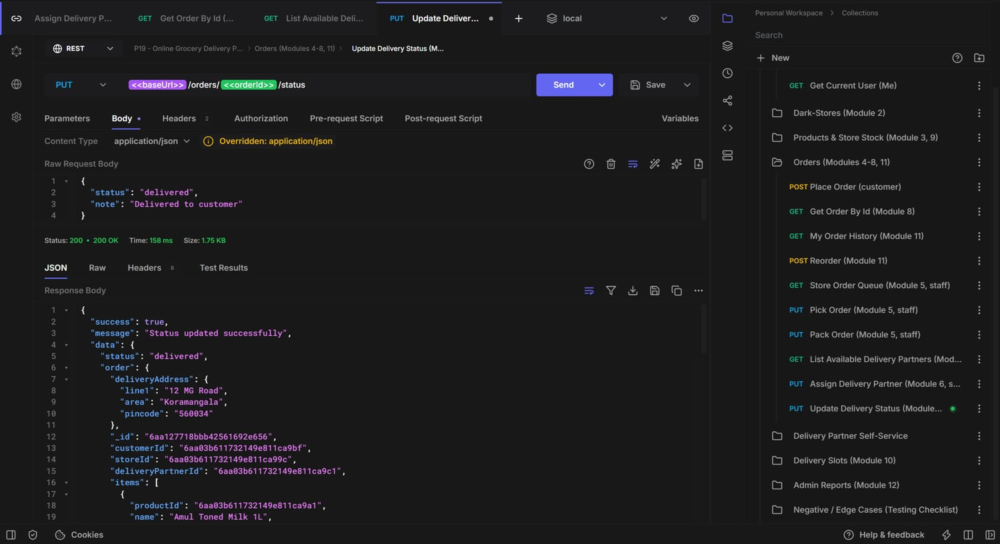 Assign Delivery P...
GET Get Order By Id (...
GET List Available Deli...
PUT Update Deliver...
local
REST
P19 - Online Grocery Delivery P... > Orders (Modules 4-8, 11) > Update Delivery Status (M...
PUT
<<baseUrl>>/orders/<<orderId>>/status
Send
Save
Parameters
Body
Headers 2
Authorization
Pre-request Script
Post-request Script
Variables
Content Type application/json Overridden: application/json
Raw Request Body
1 {
2 "status": "delivered",
3 "note": "Delivered to customer"
4 }
Status: 200 • 200 OK Time: 158 ms Size: 1.75 KB
JSON
Raw
Headers 8
Test Results
Response Body
1 {
2 "success": true,
3 "message": "Status updated successfully",
4 "data": {
5 "status": "delivered",
6 "order": {
7 "deliveryAddress": {
8 "line1": "12 MG Road",
9 "area": "Koramangala",
10 "pincode": "560034"
11 },
12 "_id": "6aa127718bbb42561692e656",
13 "customerId": "6aa03b611732149e811ca9bf",
14 "storeId": "6aa03b611732149e811ca99c",
15 "deliveryPartnerId": "6aa03b611732149e811ca9c1",
16 "items": [
17 {
18 "productId": "6aa03b611732149e811ca9a1",
19 "name": "Amul Toned Milk 1L",
Personal Workspace > Collections
Search
New
GET Get Current User (Me)
Dark-Stores (Module 2)
Products & Store Stock (Module 3, 9)
Orders (Modules 4-8, 11)
POST Place Order (customer)
GET Get Order By Id (Module 8)
GET My Order History (Module 11)
POST Reorder (Module 11)
GET Store Order Queue (Module 5, staff)
PUT Pick Order (Module 5, staff)
PUT Pack Order (Module 5, staff)
GET List Available Delivery Partners (Mod...
PUT Assign Delivery Partner (Module 6, s...
PUT Update Delivery Status (Module...
Delivery Partner Self-Service
Delivery Slots (Module 10)
Admin Reports (Module 12)
Negative / Edge Cases (Testing Checklist)
Cookies
Help & feedback